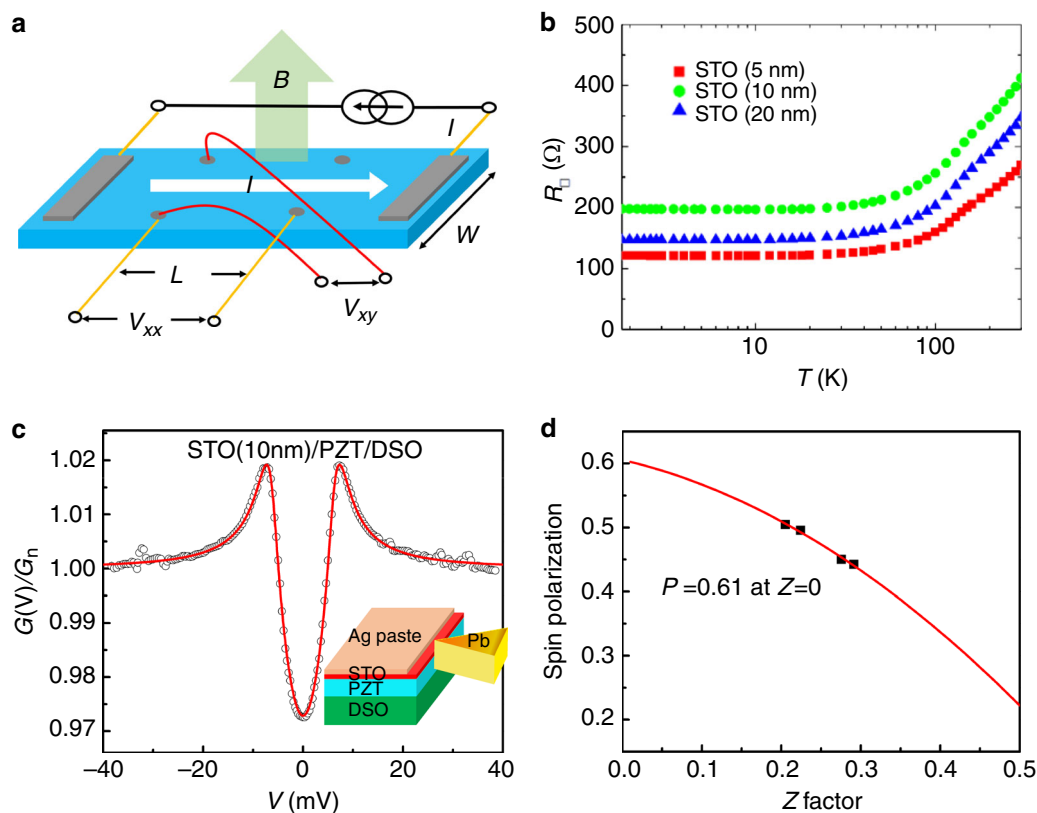 a
B
I
I
W
L
V_xx
V_xy
b
500
400
300
200
100
0
R□ (Ω)
STO (5 nm)
STO (10 nm)
STO (20 nm)
10
100
T (K)
c
STO(10nm)/PZT/DSO
1.02
1.01
1.00
0.99
0.98
0.97
G(V)/G_n
Ag paste
Pb
STO
PZT
DSO
–40
–20
0
20
40
V (mV)
d
0.6
0.5
0.4
0.3
0.2
Spin polarization
P =0.61 at Z=0
0.0
0.1
0.2
0.3
0.4
0.5
Z factor